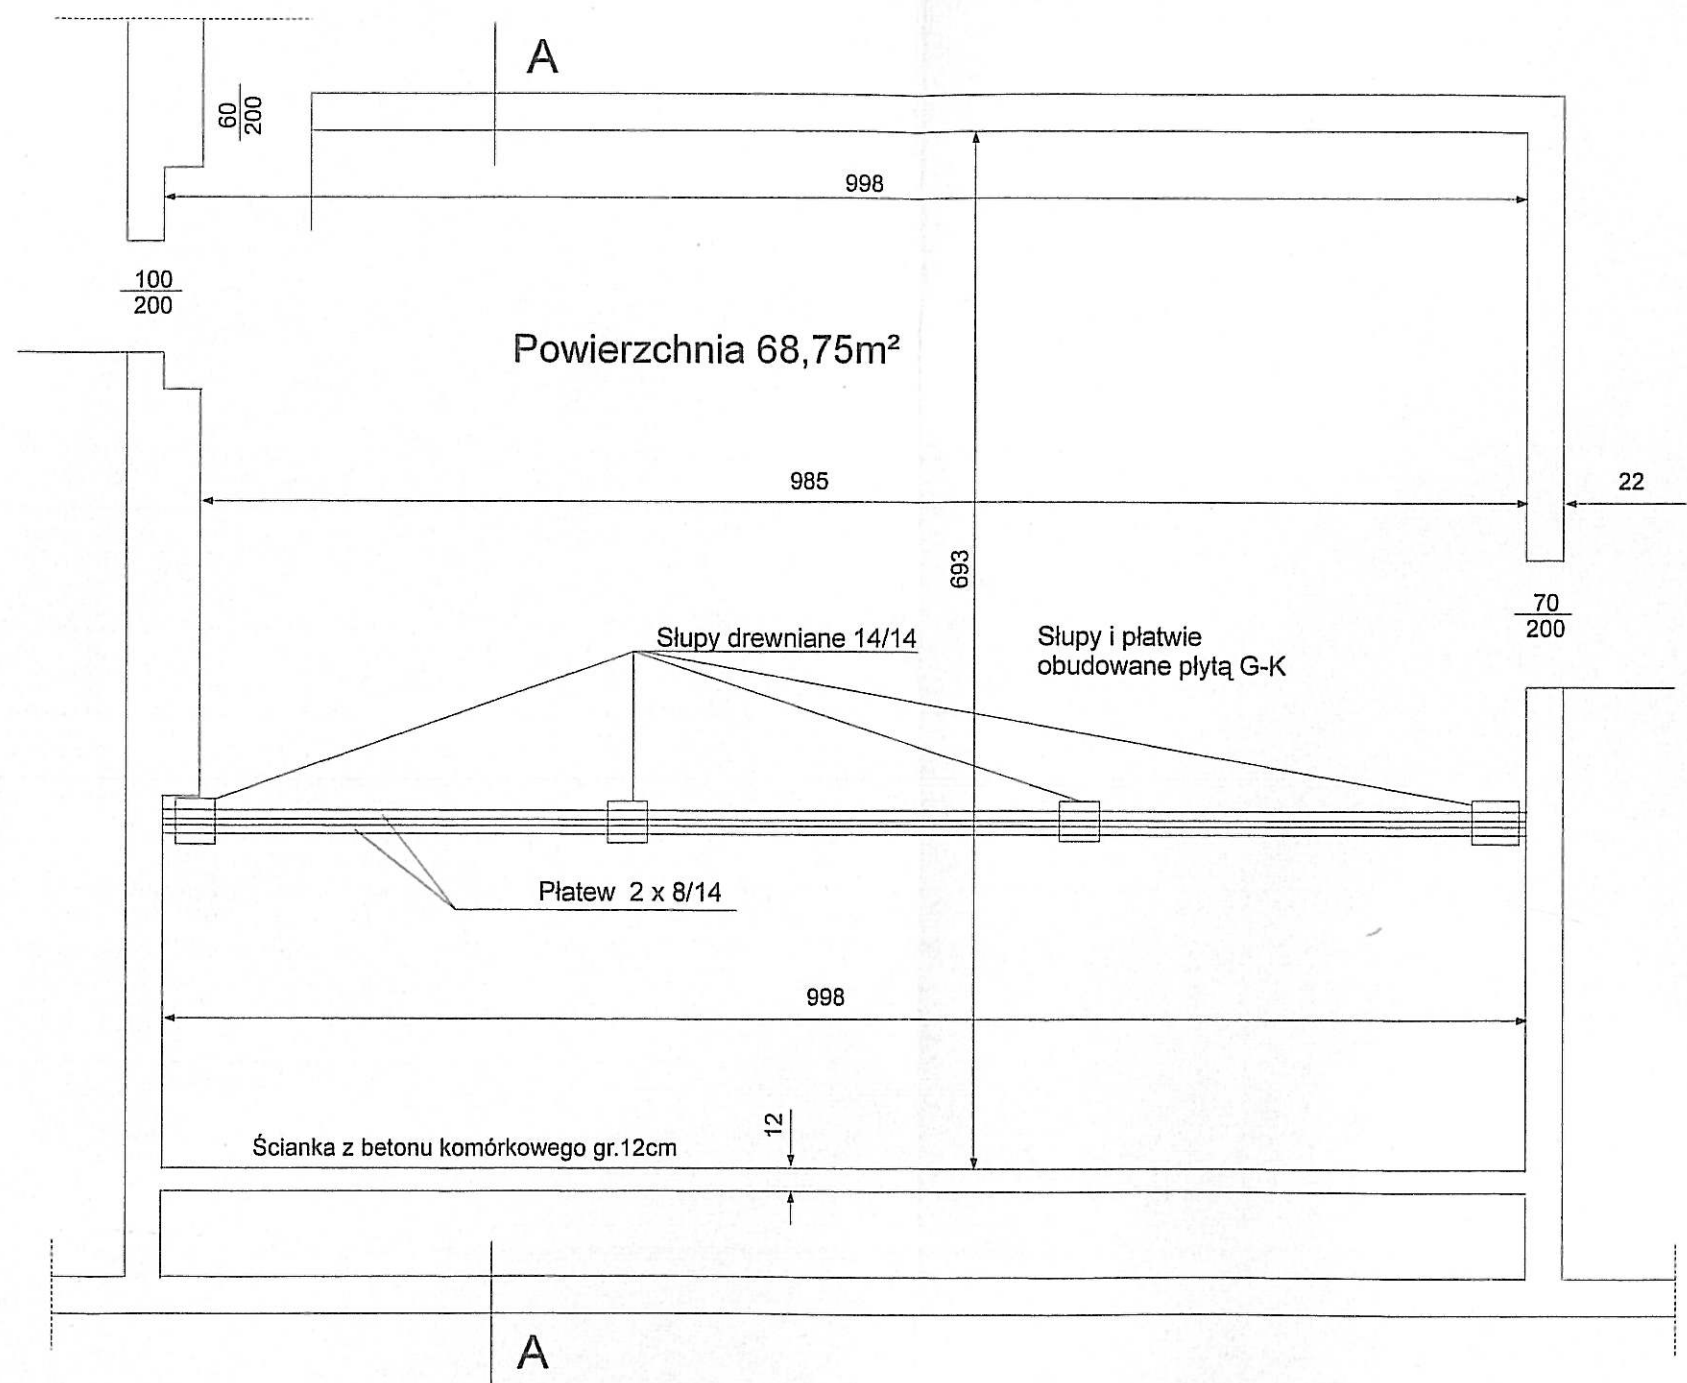 A
60
200
998
100
200
Powierzchnia 68,75m²
985
22
693
70
200
Słupy drewniane 14/14
Słupy i płatwie
obudowane płytą G-K
Płatew 2 x 8/14
998
12
Ścianka z betonu komórkowego gr.12cm
A